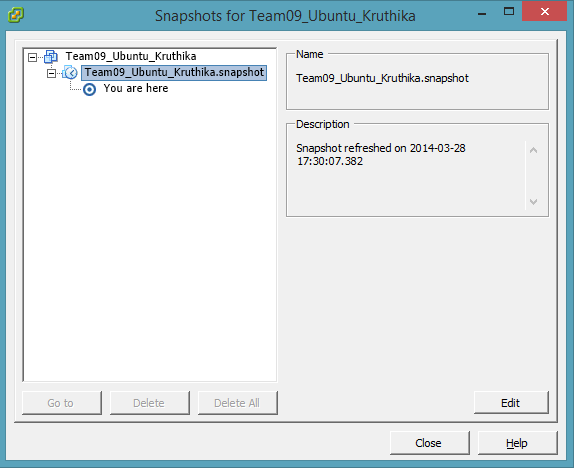 Snapshots for Team09_Ubuntu_Kruthika
Team09_Ubuntu_Kruthika
Team09_Ubuntu_Kruthika.snapshot
You are here
Name
Team09_Ubuntu_Kruthika.snapshot
Description
Snapshot refreshed on 2014-03-28
17:30:07.382
Go to
Delete
Delete All
Edit
Close
Help